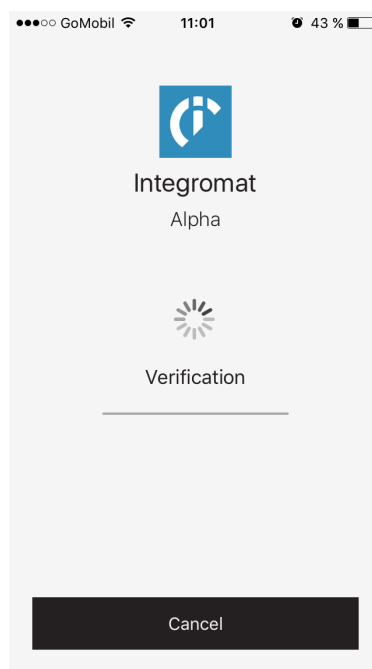 GoMobil 11:01 43 %
Integromat
Alpha
Verification
Cancel